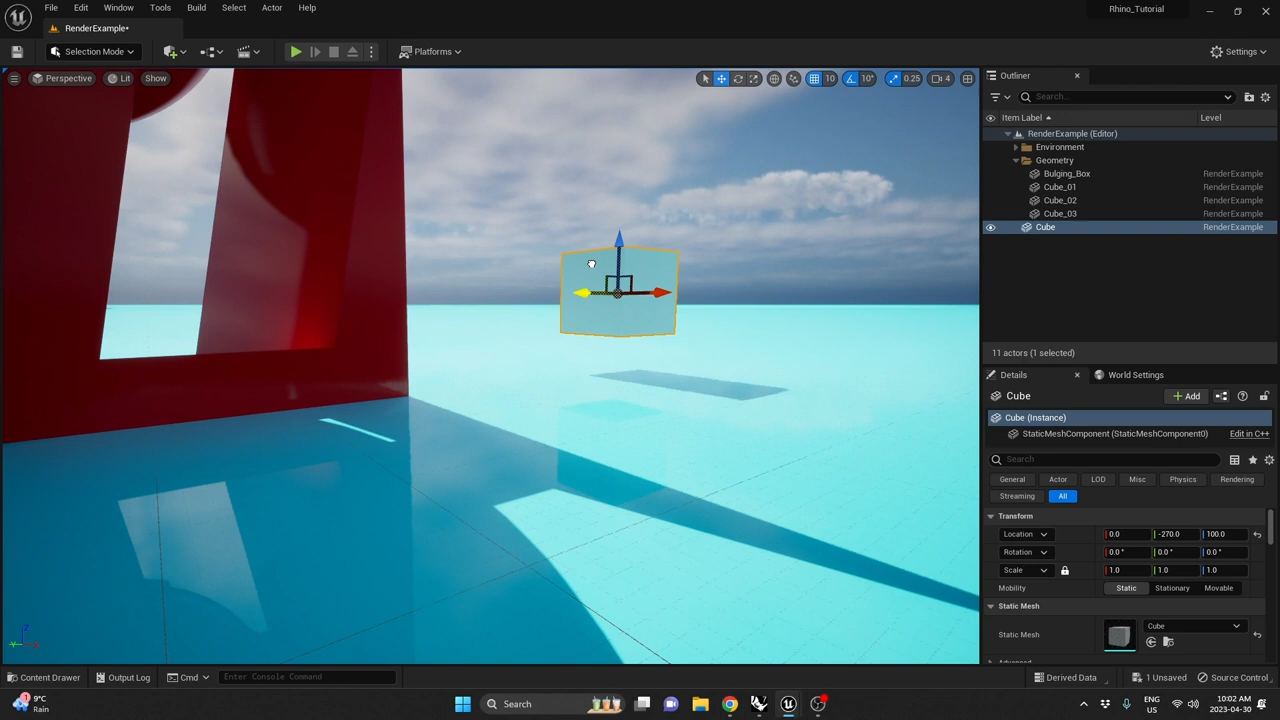 File Edit Window Tools Build Select Actor Help
Rhino_Tutorial
RenderExample*
Selection Mode
Platforms
Settings
Perspective Lit Show
10 10° 0.25 4
Outliner
Search...
Item Label Level
RenderExample (Editor)
Environment
Geometry
Bulging_Box RenderExample
Cube_01 RenderExample
Cube_02 RenderExample
Cube_03 RenderExample
Cube RenderExample
11 actors (1 selected)
Details World Settings
Cube
Add
Cube (Instance)
StaticMeshComponent (StaticMeshComponent0) Edit in C++
Search
General Actor LOD Misc Physics Rendering
Streaming All
Transform
Location 0.0 -270.0 100.0
Rotation 0.0 ° 0.0 ° 0.0 °
Scale 1.0 1.0 1.0
Mobility Static Stationary Movable
Static Mesh
Static Mesh Cube
Content Drawer Output Log Cmd Enter Console Command
Derived Data 1 Unsaved Source Control
1
9°C
Rain
Search
ENG
US
10:02 AM
2023-04-30